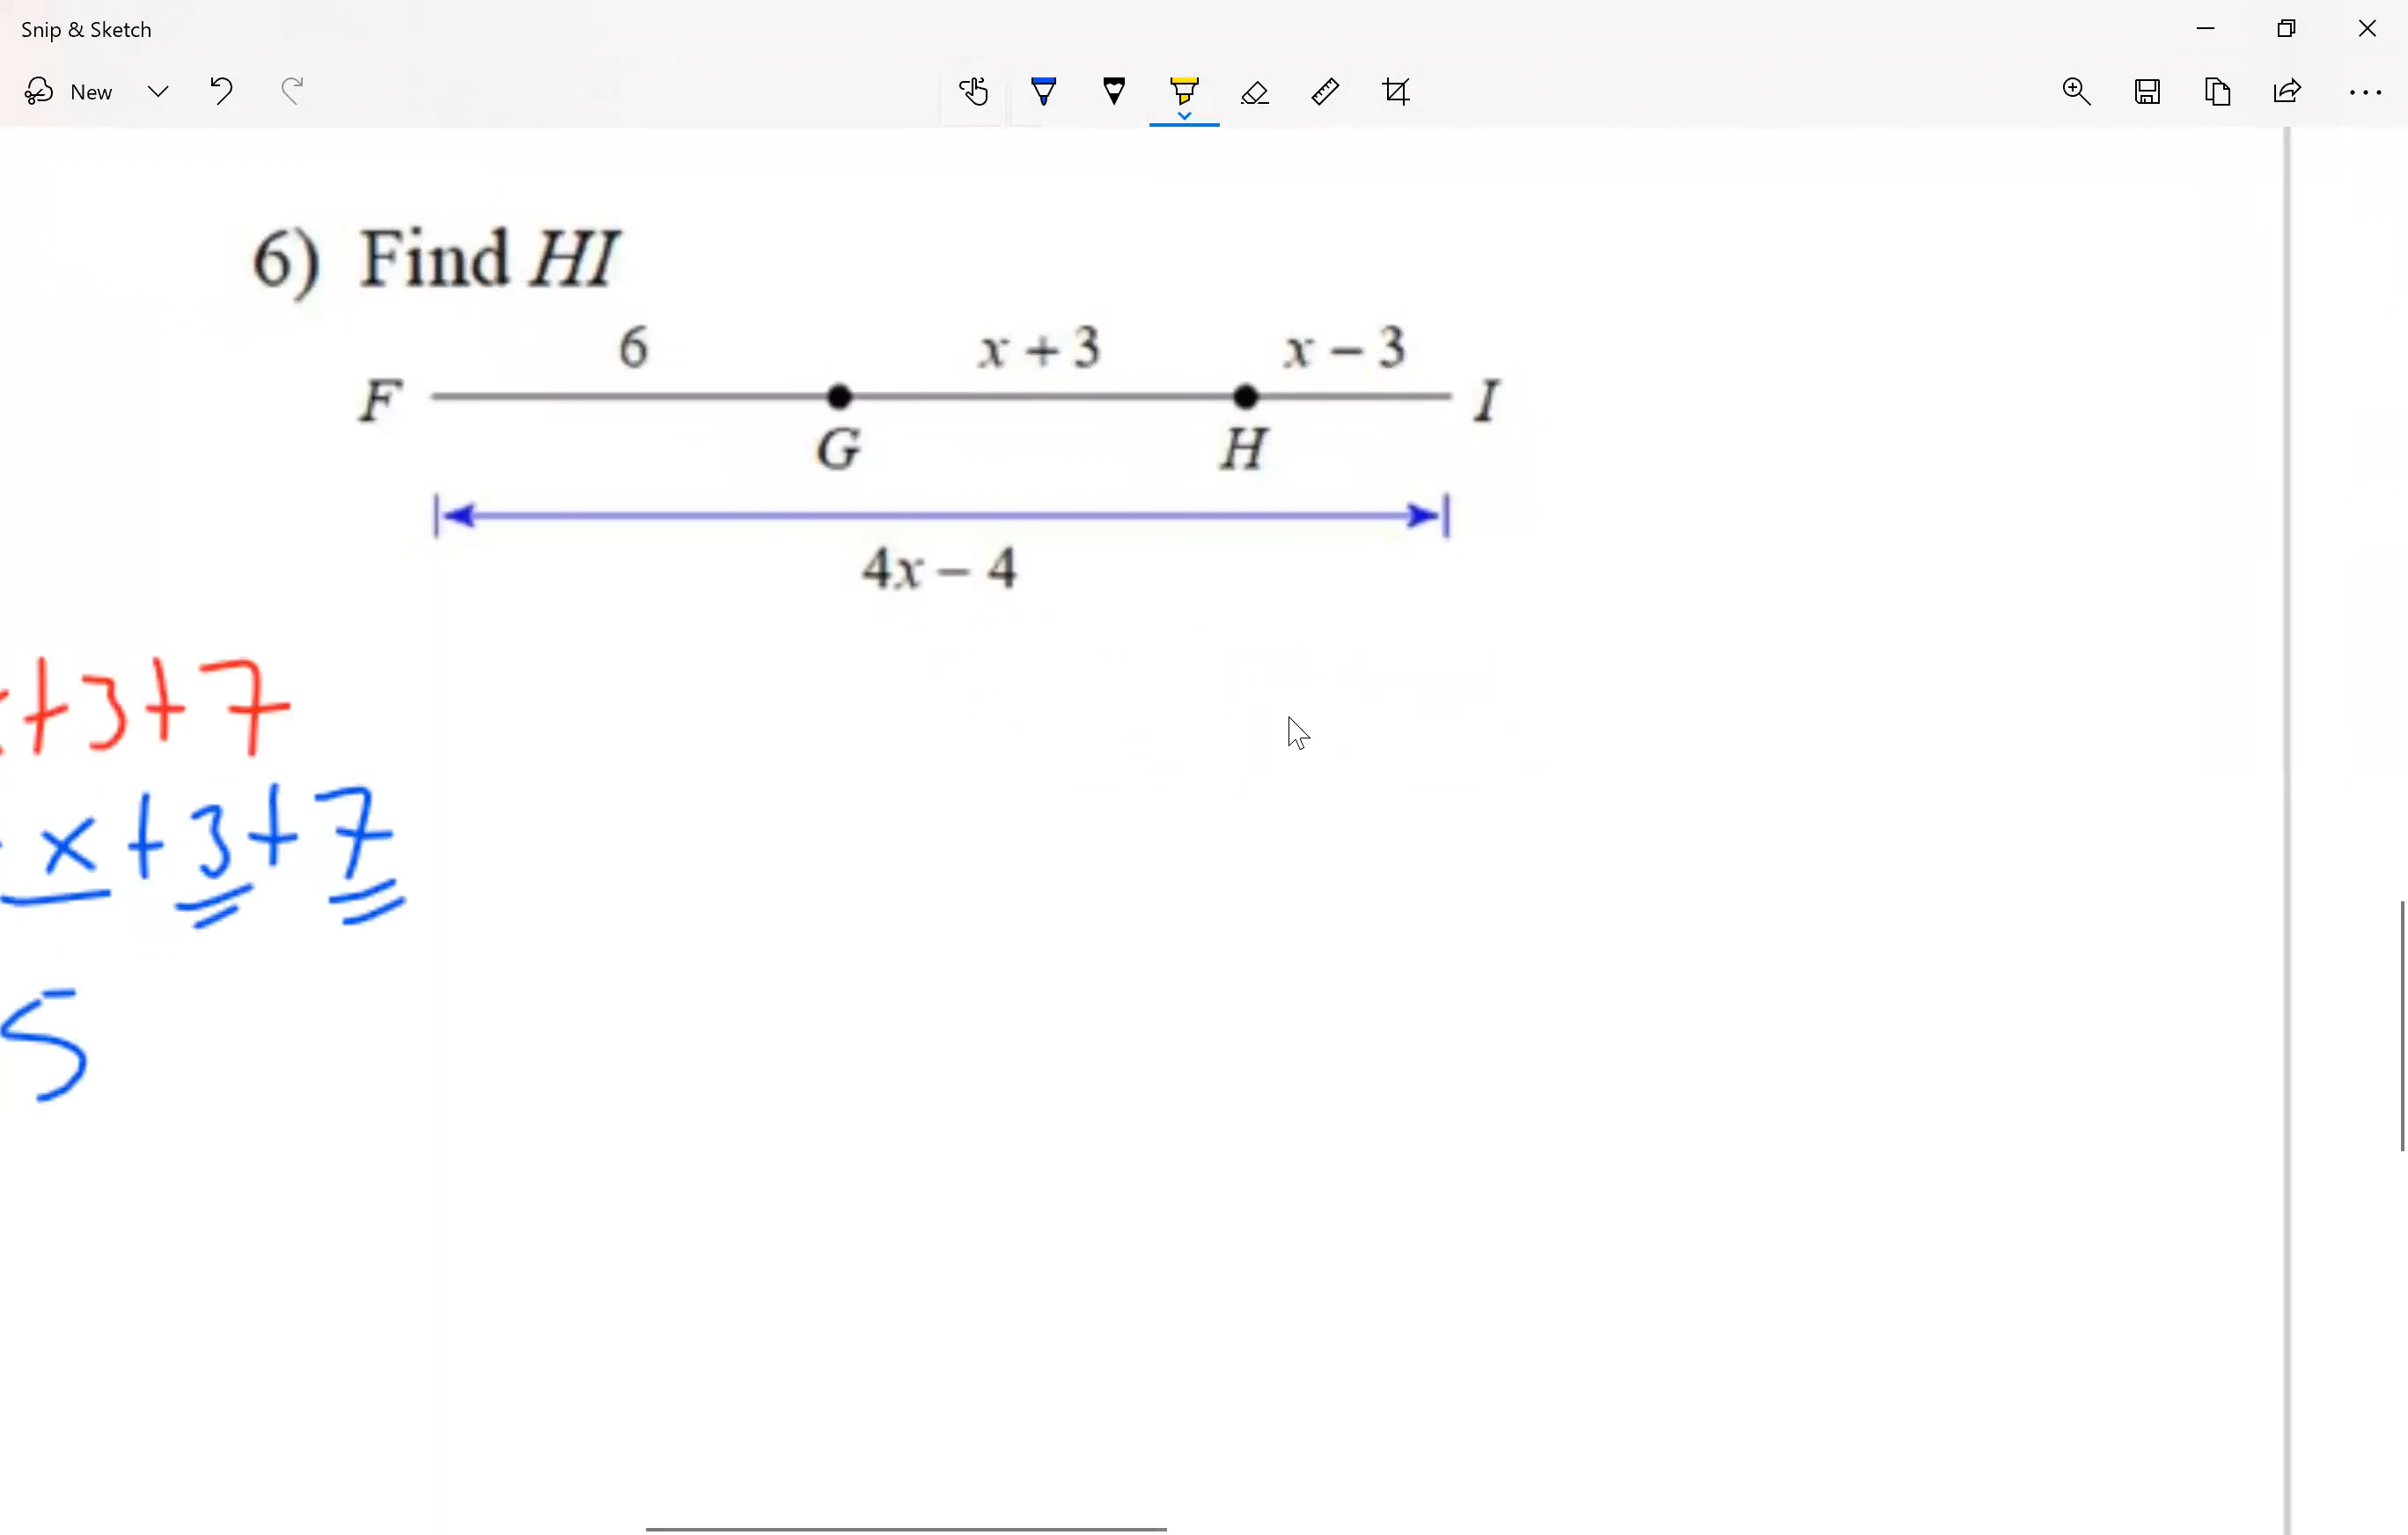 Snip & Sketch
New
6) Find HI
6 x + 3 x − 3
F I
G H
4x − 4
+3+7
x+3+7
5